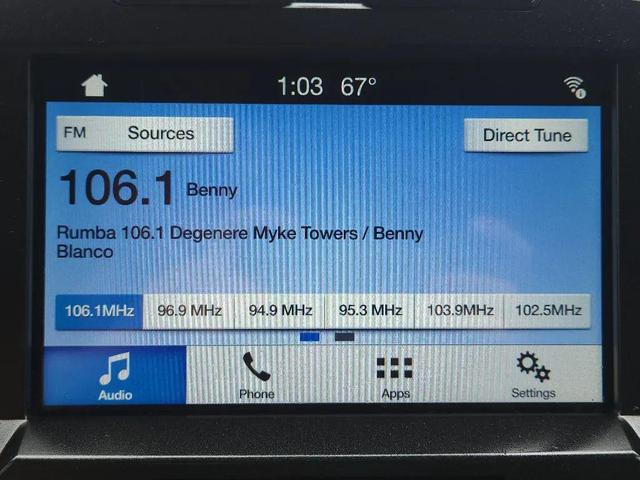 1:03 67°
FM Sources Direct Tune
106.1 Benny
Rumba 106.1 Degenere Myke Towers / Benny
Blanco
106.1MHz 96.9 MHz 94.9 MHz 95.3 MHz 103.9MHz 102.5MHz
Audio Phone Apps Settings